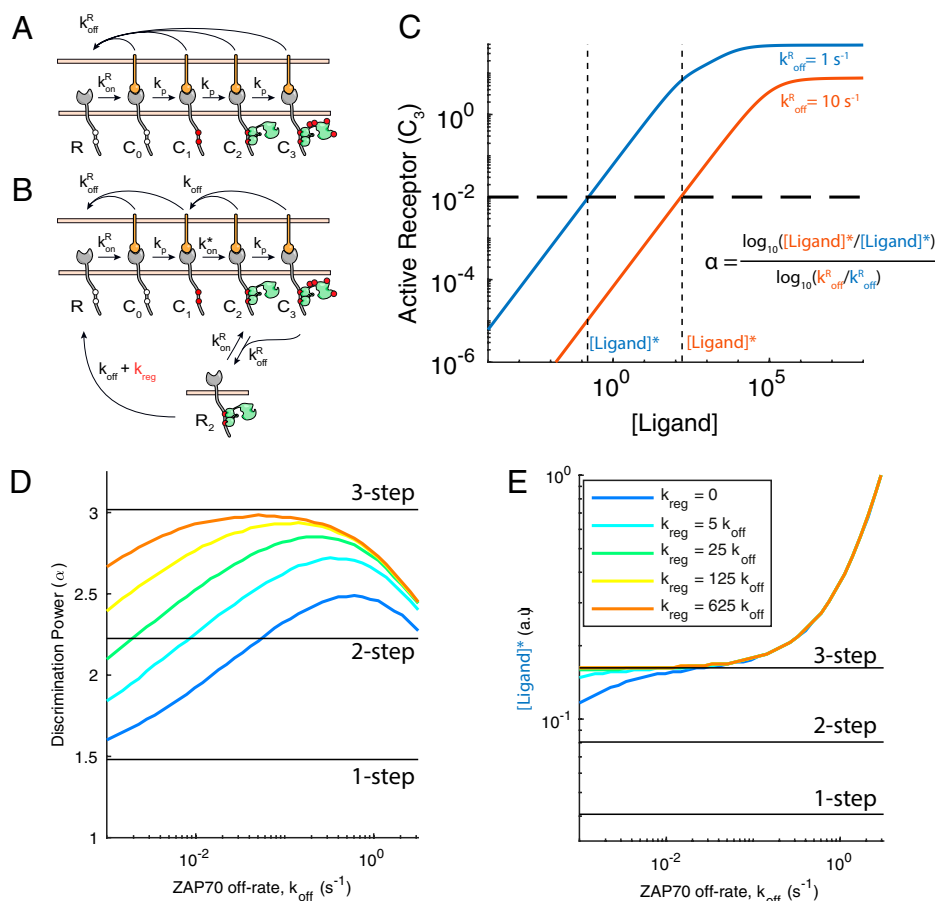 A
k^R_off
k^R_on
k_p
k_p
k_p
R
C_0
C_1
C_2
C_3
B
k^R_off
k_off
k^R_on
k_p
k*_on
k_p
R
C_0
C_1
C_2
C_3
k^R_on
k^R_off
k_off + k_reg
R_2
C
k^R_off = 1 s^-1
k^R_off = 10 s^-1
Active Receptor (C_3)
10^0
10^-2
10^-4
10^-6
α = log_10([Ligand]*/[Ligand]*) / log_10(k^R_off/k^R_off)
[Ligand]*
[Ligand]*
10^0
10^5
[Ligand]
D
Discrimination Power (α)
3
2.5
2
1.5
1
3-step
2-step
1-step
10^-2
10^0
ZAP70 off-rate, k_off (s^-1)
E
[Ligand]* (a.u)
10^0
10^-1
k_reg = 0
k_reg = 5 k_off
k_reg = 25 k_off
k_reg = 125 k_off
k_reg = 625 k_off
3-step
2-step
1-step
10^-2
10^0
ZAP70 off-rate, k_off (s^-1)